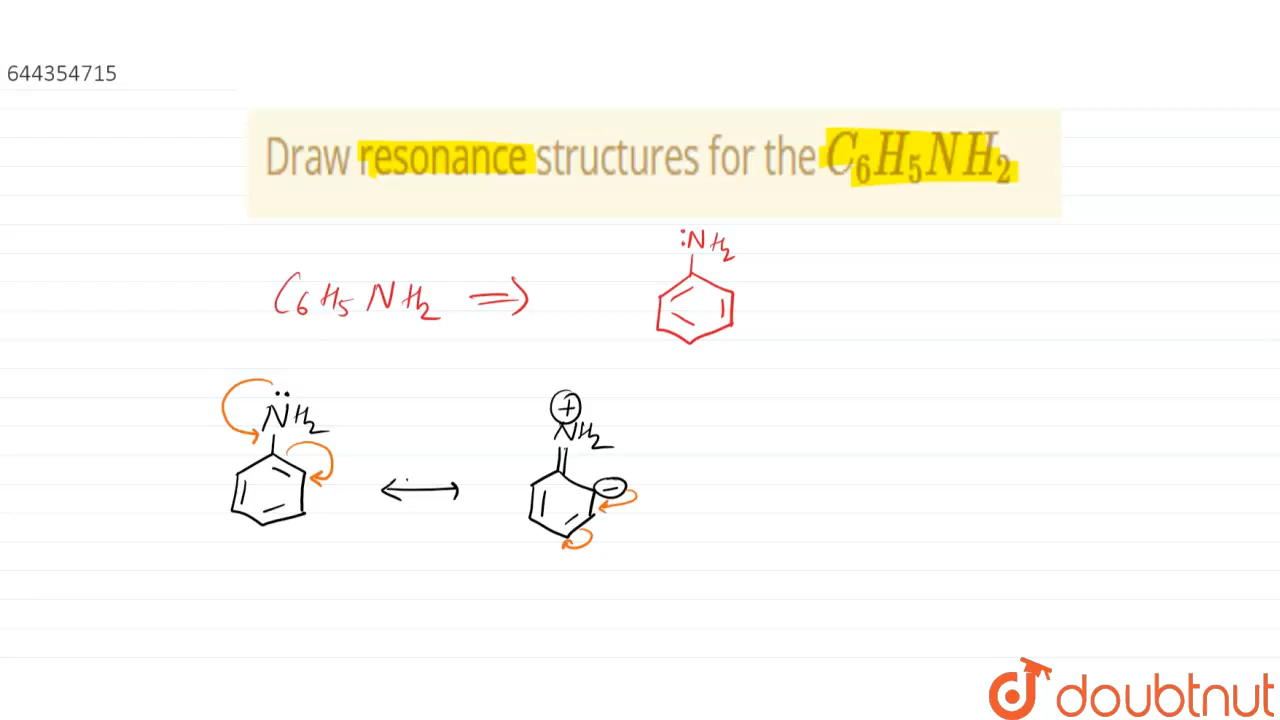 644354715
Draw resonance structures for the C₆H₅NH₂
:NH₂
C₆H₅NH₂ ⇒
⊕
..
NH₂
NH₂
⊖
doubtnut